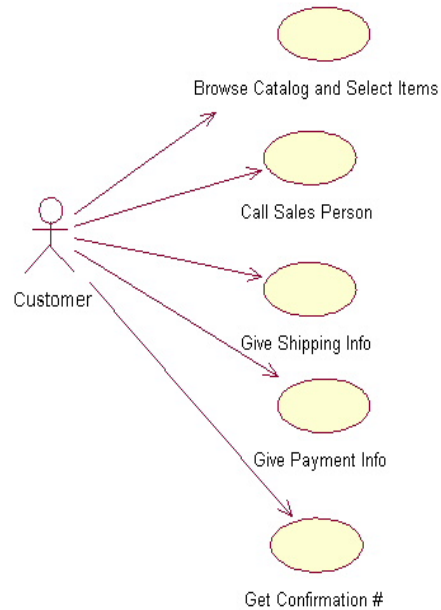 Browse Catalog and Select Items
Call Sales Person
Customer
Give Shipping Info
Give Payment Info
Get Confirmation #